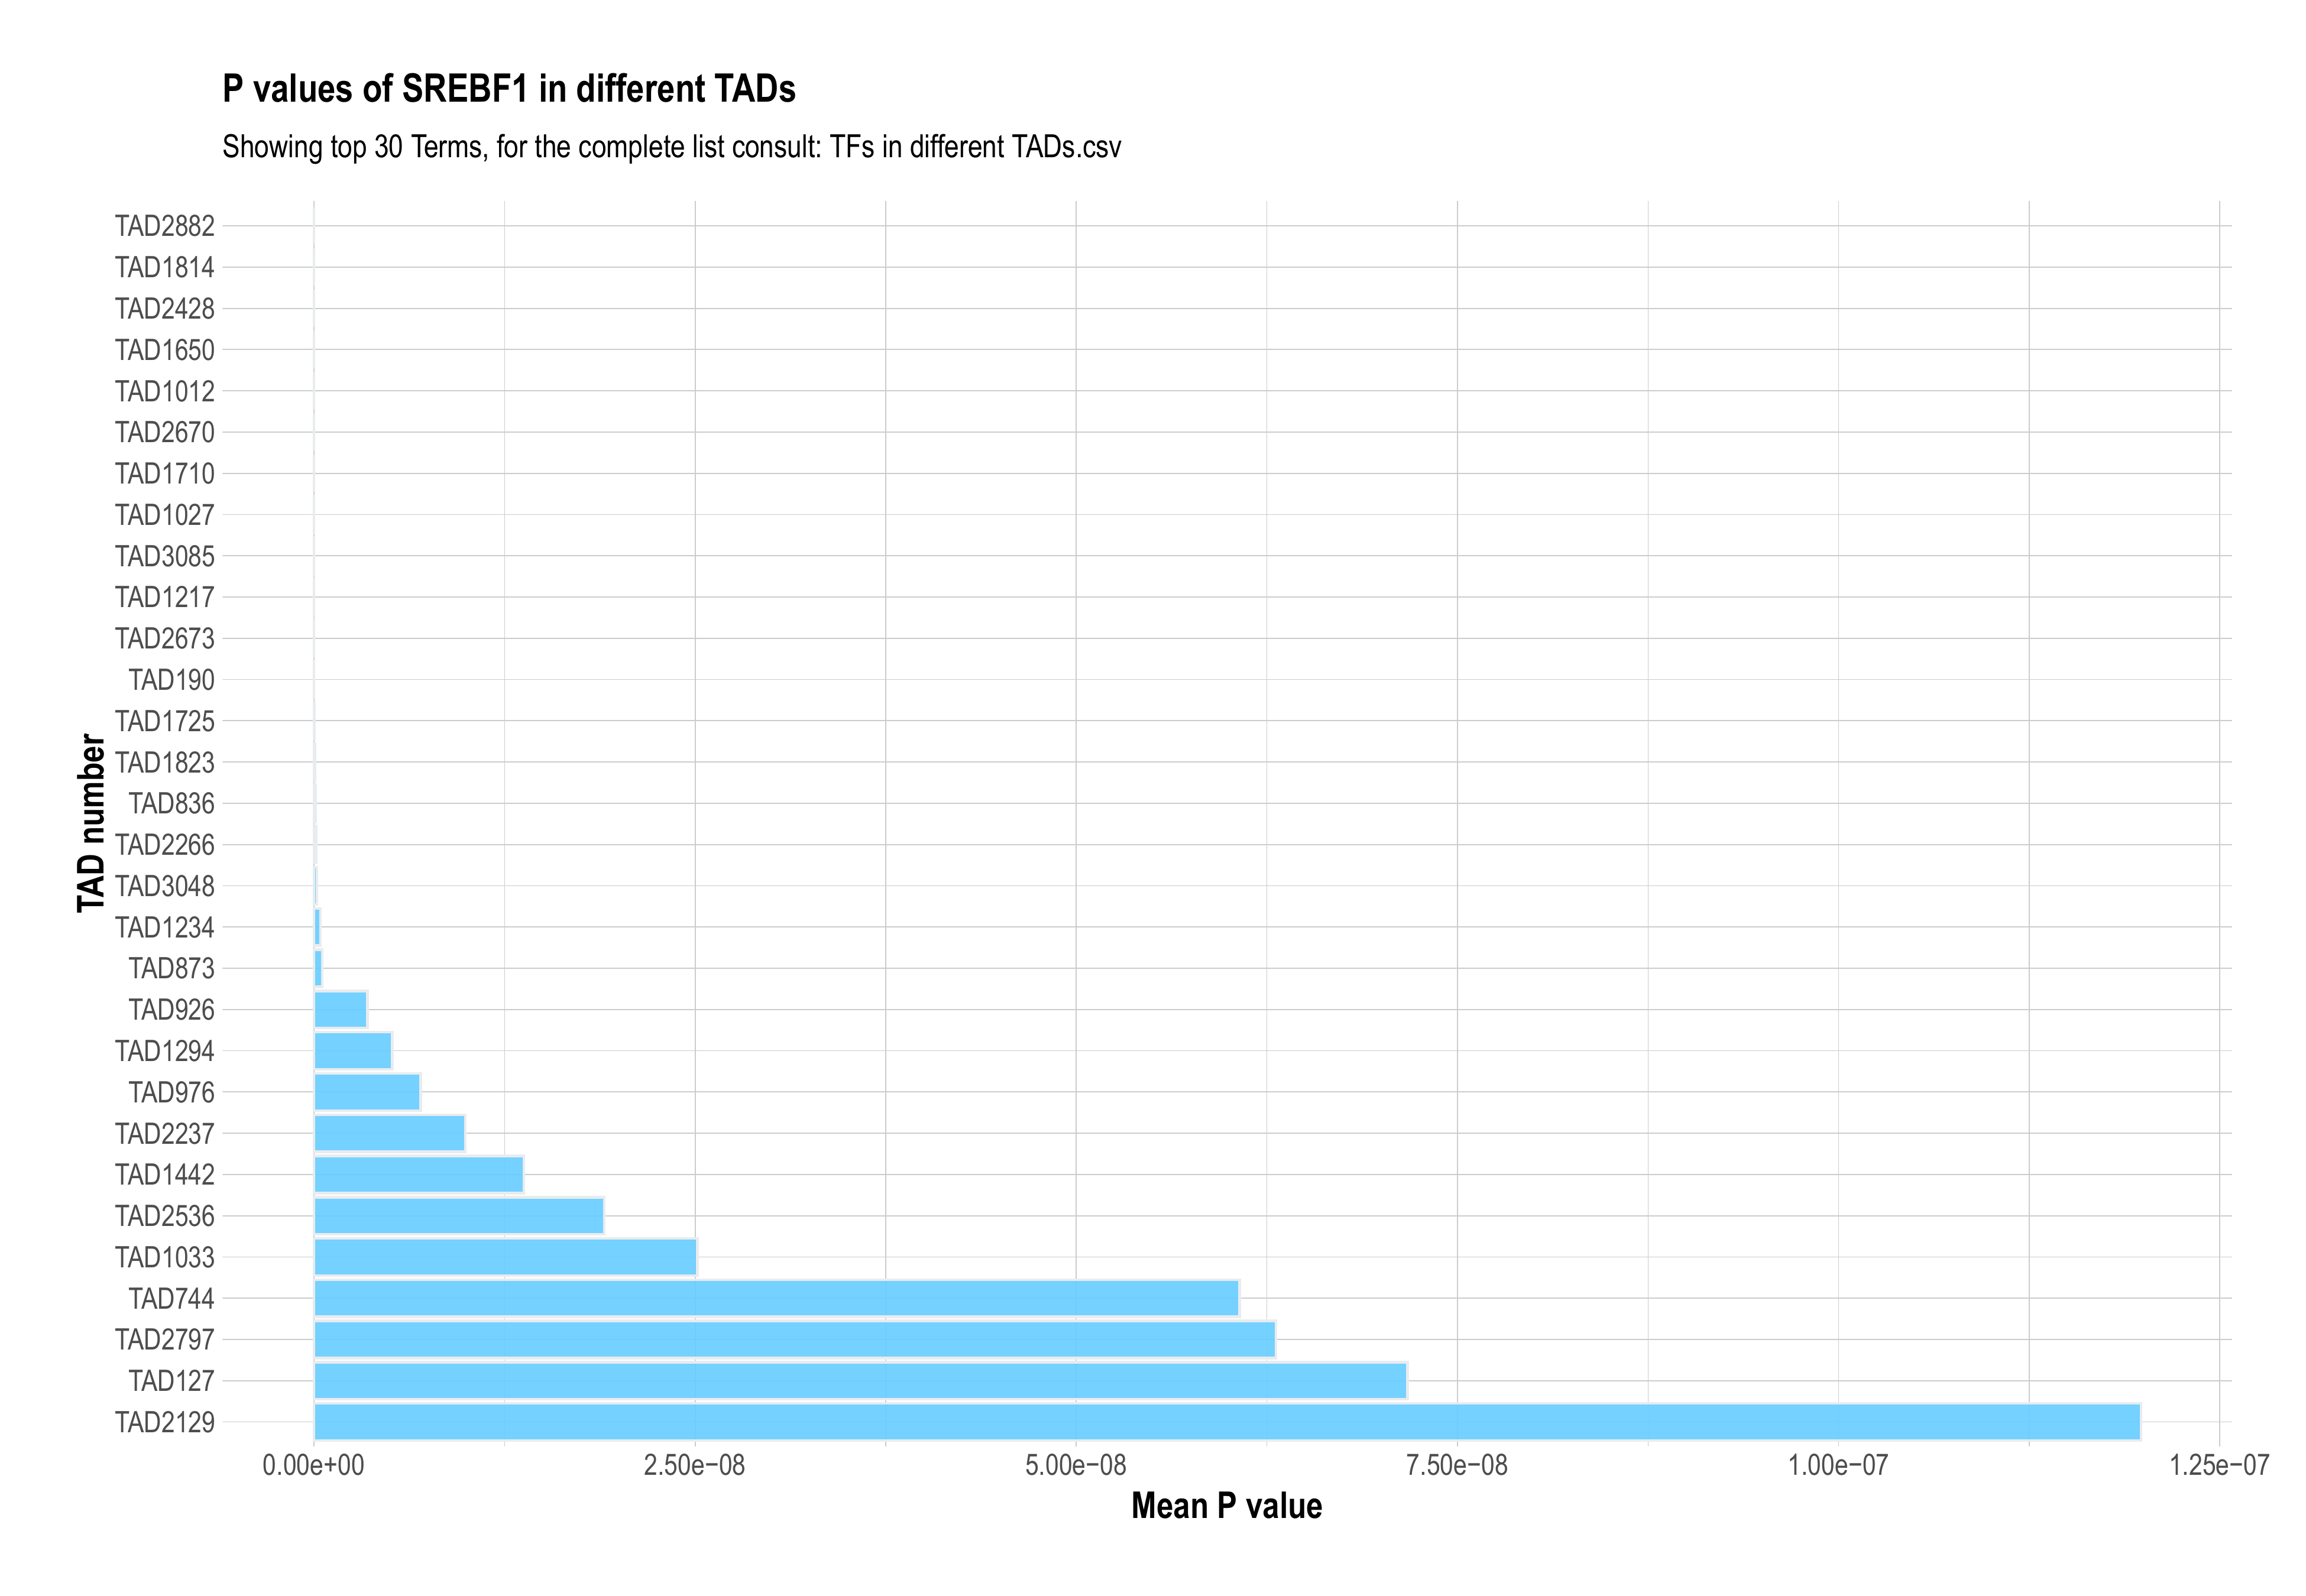 P values of SREBF1 in different TADs
Showing top 30 Terms, for the complete list consult: TFs in different TADs.csv
TAD number
TAD2882
TAD1814
TAD2428
TAD1650
TAD1012
TAD2670
TAD1710
TAD1027
TAD3085
TAD1217
TAD2673
TAD190
TAD1725
TAD1823
TAD836
TAD2266
TAD3048
TAD1234
TAD873
TAD926
TAD1294
TAD976
TAD2237
TAD1442
TAD2536
TAD1033
TAD744
TAD2797
TAD127
TAD2129
0.00e+00 2.50e−08 5.00e−08 7.50e−08 1.00e−07 1.25e−07
Mean P value